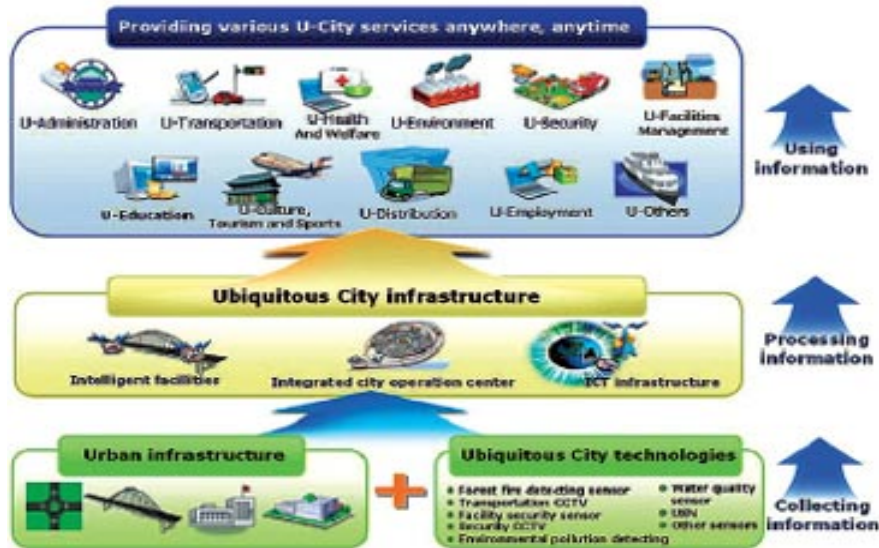 Providing various U-City services anywhere, anytime
U-Administration
U-Transportation
U-Health
And Welfare
U-Environment
U-Security
U-Facilities
Management
U-Education
U-Culture,
Tourism and Sports
U-Distribution
U-Employment
U-Others
Using
information
Ubiquitous City infrastructure
Intelligent facilities
Integrated city operation center
ICT infrastructure
Processing
information
Urban infrastructure
Ubiquitous City technologies
Forest fire detecting sensor
Transportation CCTV
Facility security sensor
Security CCTV
Environmental pollution detecting
Water quality
sensor
USN
Other sensors
Collecting
information